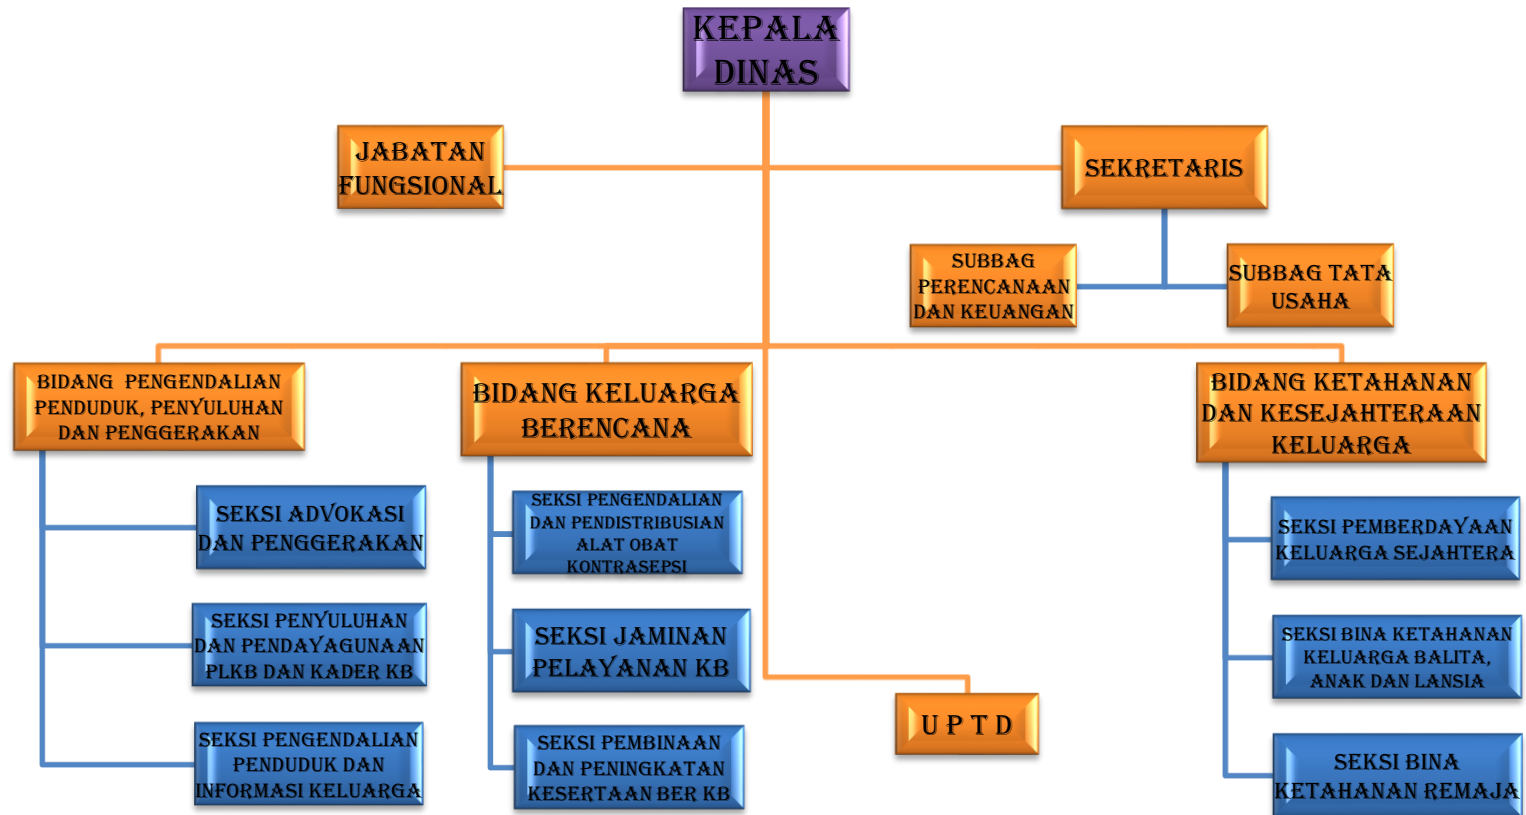 KEPALA
DINAS
JABATAN
FUNGSIONAL
SEKRETARIS
SUBBAG
PERENCANAAN
DAN KEUANGAN
SUBBAG TATA
USAHA
BIDANG PENGENDALIAN
PENDUDUK, PENYULUHAN
DAN PENGGERAKAN
BIDANG KELUARGA
BERENCANA
BIDANG KETAHANAN
DAN KESEJAHTERAAN
KELUARGA
SEKSI ADVOKASI
DAN PENGGERAKAN
SEKSI PENYULUHAN
DAN PENDAYAGUNAAN
PLKB DAN KADER KB
SEKSI PENGENDALIAN
PENDUDUK DAN
INFORMASI KELUARGA
SEKSI PENGENDALIAN
DAN PENDISTRIBUSIAN
ALAT OBAT
KONTRASEPSI
SEKSI JAMINAN
PELAYANAN KB
SEKSI PEMBINAAN
DAN PENINGKATAN
KESERTAAN BER KB
U P T D
SEKSI PEMBERDAYAAN
KELUARGA SEJAHTERA
SEKSI BINA KETAHANAN
KELUARGA BALITA,
ANAK DAN LANSIA
SEKSI BINA
KETAHANAN REMAJA